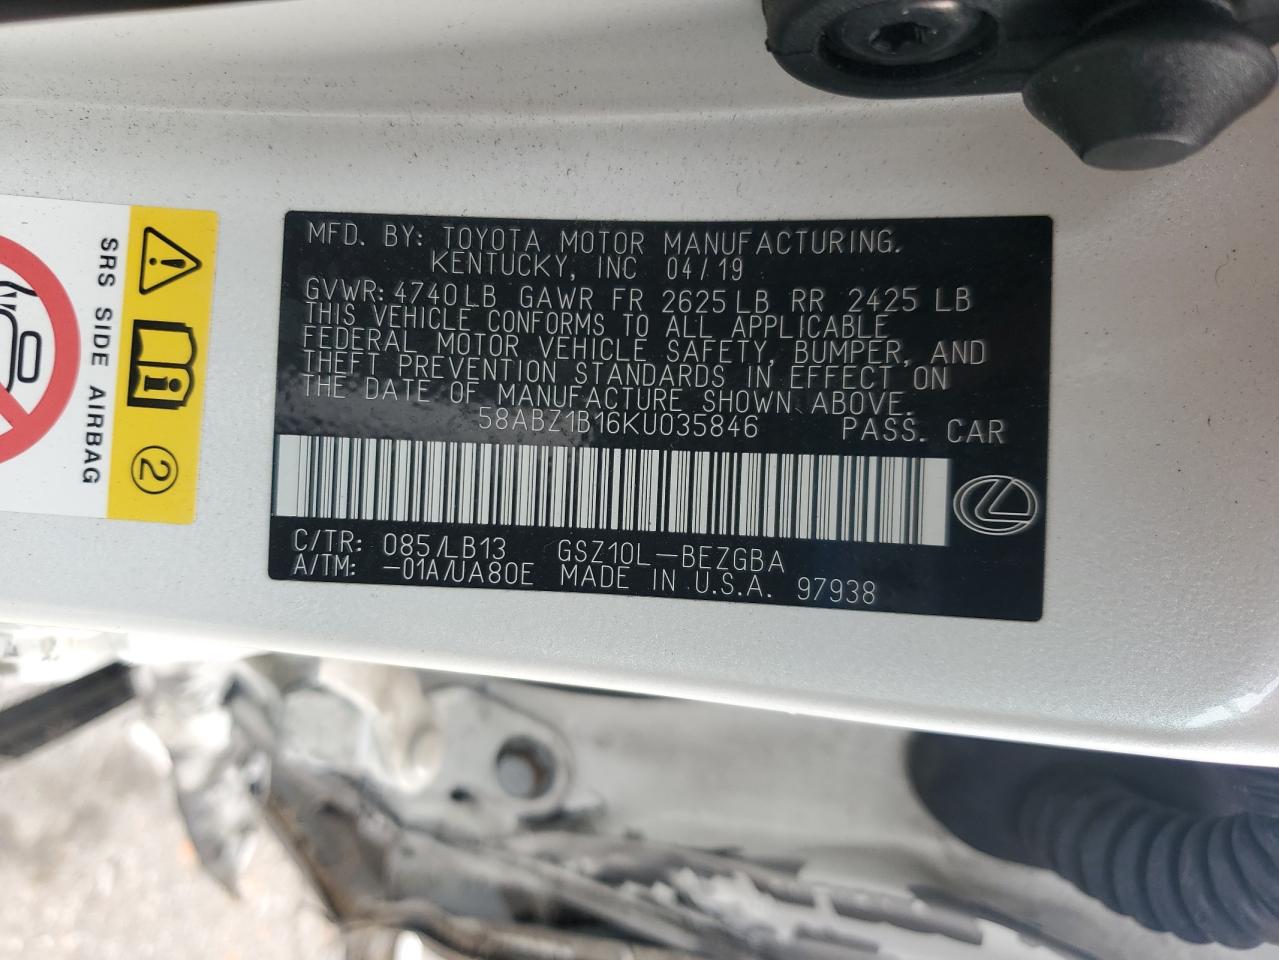 MFD. BY: TOYOTA MOTOR MANUFACTURING.
KENTUCKY, INC 04/19
GVWR: 4740LB GAWR FR 2625LB RR 2425 LB
THIS VEHICLE CONFORMS TO ALL APPLICABLE
FEDERAL MOTOR VEHICLE SAFETY, BUMPER, AND
THEFT PREVENTION STANDARDS IN EFFECT ON
THE DATE OF MANUFACTURE SHOWN ABOVE.
58ABZ1B16KU035846 PASS. CAR
C/TR: 085/LB13 GSZ10L-BEZGBA
A/TM: -01A/UA80E MADE IN U.S.A. 97938
SRS SIDE AIRBAG
2